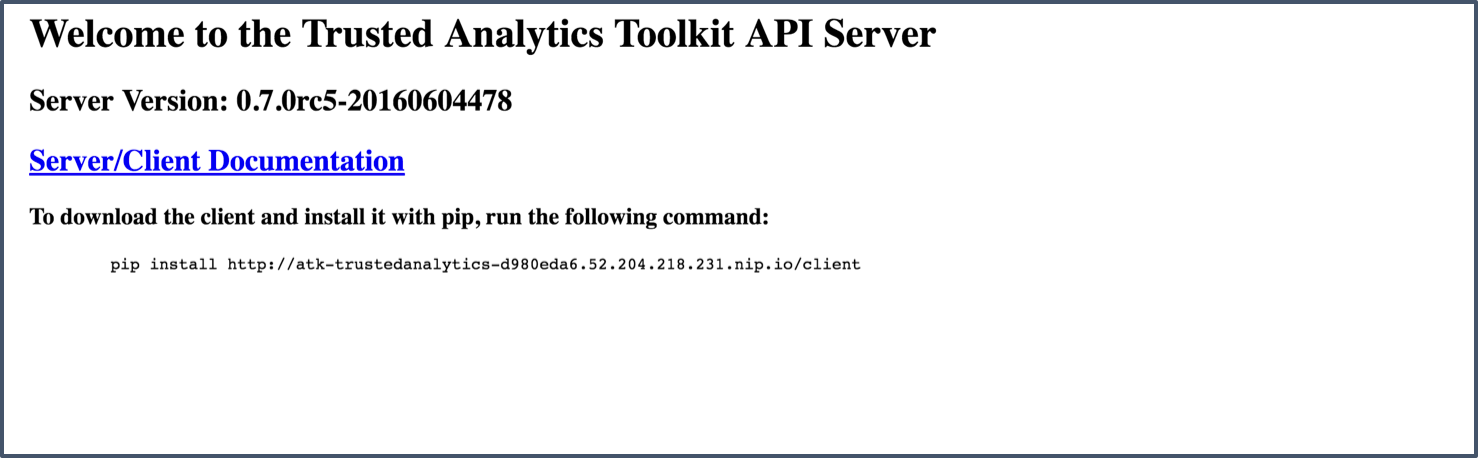 Welcome to the Trusted Analytics Toolkit API Server
Server Version: 0.7.0rc5-20160604478
Server/Client Documentation
To download the client and install it with pip, run the following command:
pip install http://atk-trustedanalytics-d980eda6.52.204.218.231.nip.io/client